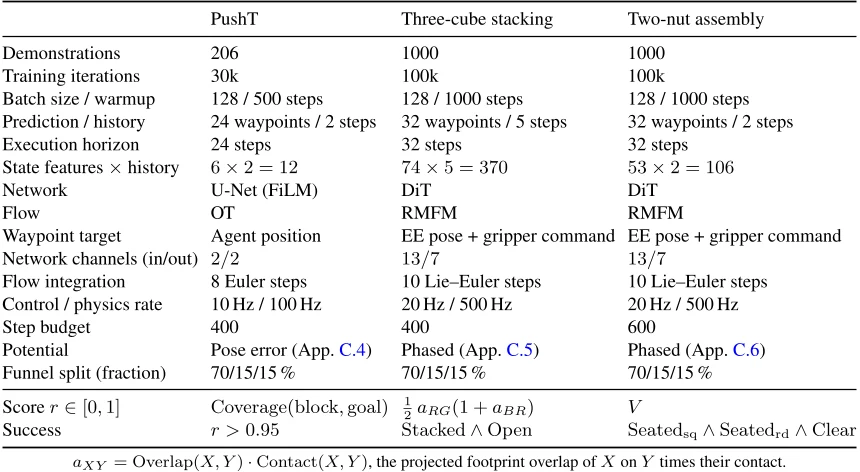 PushT Three-cube stacking Two-nut assembly
Demonstrations 206 1000 1000
Training iterations 30k 100k 100k
Batch size / warmup 128 / 500 steps 128 / 1000 steps 128 / 1000 steps
Prediction / history 24 waypoints / 2 steps 32 waypoints / 5 steps 32 waypoints / 2 steps
Execution horizon 24 steps 32 steps 32 steps
State features × history 6 × 2 = 12 74 × 5 = 370 53 × 2 = 106
Network U-Net (FiLM) DiT DiT
Flow OT RMFM RMFM
Waypoint target Agent position EE pose + gripper command EE pose + gripper command
Network channels (in/out) 2/2 13/7 13/7
Flow integration 8 Euler steps 10 Lie–Euler steps 10 Lie–Euler steps
Control / physics rate 10 Hz / 100 Hz 20 Hz / 500 Hz 20 Hz / 500 Hz
Step budget 400 400 600
Potential Pose error (App. C.4) Phased (App. C.5) Phased (App. C.6)
Funnel split (fraction) 70/15/15 % 70/15/15 % 70/15/15 %
Score r ∈ [0, 1] Coverage(block, goal) ½ a_RG(1 + a_BR) V
Success r > 0.95 Stacked ∧ Open Seated_sq ∧ Seated_rd ∧ Clear
a_XY = Overlap(X, Y) · Contact(X, Y), the projected footprint overlap of X on Y times their contact.